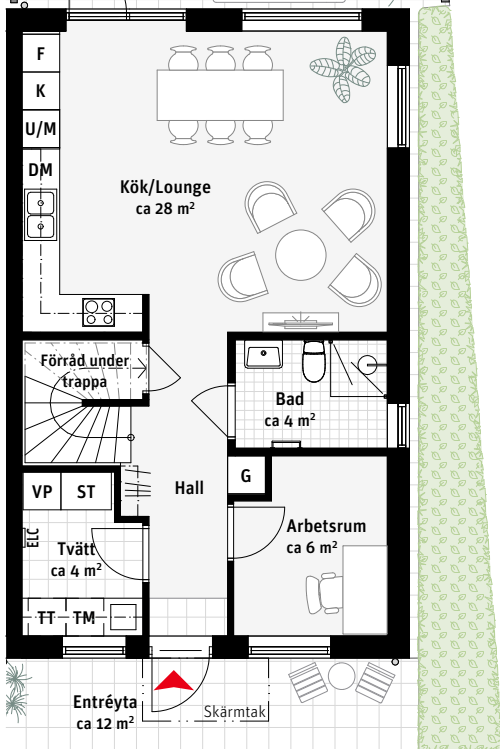 F
K
U/M
DM
Kök/Lounge
ca 28 m²
Förråd under
trappa
Bad
ca 4 m²
VP
ST
Hall
G
ELC
Tvätt
ca 4 m²
Arbetsrum
ca 6 m²
TT
TM
Entréyta
ca 12 m²
Skärmtak